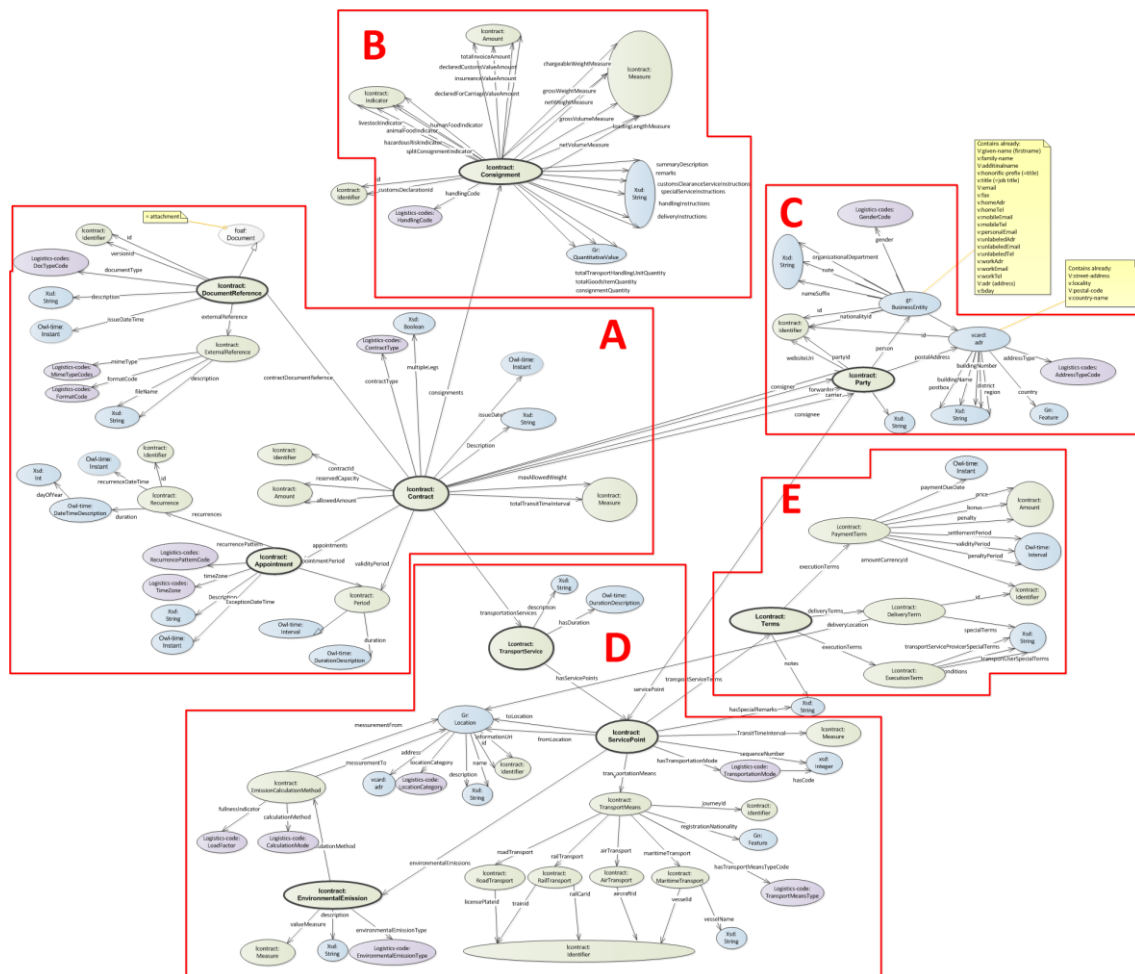 B
lcontract:
Amount
totalInvoiceAmount
declaredCustomsValueAmount
insureanceValueAmount
declaredForCarriageValueAmount
chargeableWeightMeasure
lcontract:
Measure
grossWeightMeasure
netWeightMeasure
grossVolumeMeasure
loadingLengthMeasure
netVolumeMeasure
lcontract:
Indicator
humanFoodIndicator
livestockIndicator
animalFoodIndicator
hazardousRiskIndicator
splitConsignmentIndicator
lcontract:
Consignment
id
lcontract:
Identifier
customsDeclarationId
handlingCode
Logistics-codes:
HandlingCode
summaryDescription
remarks
customsClearanceServiceInstructions
specialServiceInstructions
handlingInstructions
deliveryInstructions
Xsd:
String
Gr:
QuantitativeValue
totalTransportHandlingUnitQuantity
totalGoodsItemQuantity
consignmentQuantity
Contains already:
V:given-name (firstname)
v:family-name
V:additinalname
v:honorific-prefix (=title)
v:title (=job title)
V:email
v:fax
v:homeAdr
v:homeTel
v:mobileEmail
v:mobileTel
v:personalEmail
v:unlabeledAdr
v:unlabeledEmail
v:unlabeledTel
v:workAdr
v:workEmail
v:workTel
V:adr (address)
v:bday
Contains already:
V:street-address
v:locality
V:postal-code
v:country-name
C
Logistics-codes:
GenderCode
gender
Xsd:
String
organizationalDepartment
note
nameSuffix
gr:
BusinessEntity
id
nationalityId
lcontract:
Identifier
id
vcard:
adr
websiteUri
partyId
person
postalAddress
addressType
Logistics-codes:
AddressTypeCode
buildingNumber
buildingName
postbox
district
region
country
Xsd:
String
Gn:
Feature
lcontract:
Party
Xsd:
String
consigner
forwarder
carrier
consignee
= attachment
foaf:
Document
lcontract:
Identifier
id
versionId
Logistics-codes:
DocTypeCode
documentType
lcontract:
DocumentReference
Xsd:
String
description
Owl-time:
Instant
issueDateTime
externalReference
lcontract:
ExternalReference
mimeType
Logistics-codes:
MimeTypeCodes
formatCode
Logistics-codes:
FormatCode
description
fileName
Xsd:
String
contractDocumentRefernce
A
Xsd:
Boolean
Logistics-codes:
ContractType
multipleLegs
contractType
consignments
Owl-time:
Instant
issueDate
Xsd:
String
Description
lcontract:
Identifier
contractId
reservedCapacity
lcontract:
Amount
allowedAmount
lcontract:
Contract
maxAllowedWeight
totalTransitTimeInterval
lcontract:
Measure
lcontract:
Identifier
Owl-time:
Instant
Xsd:
Int
recurrenceDateTime
id
dayOfYear
lcontract:
Recurrence
Owl-time:
DateTimeDescription
duration
recurrences
recurrencePattern
Logistics-codes:
RecurrencePatternCode
lcontract:
Appointment
appointments
pointmentPeriod
validityPeriod
timeZone
Logistics-codes:
TimeZone
Description
ExceptionDateTime
Xsd:
String
Owl-time:
Instant
lcontract:
Period
Owl-time:
Interval
duration
Owl-time:
DurationDescription
E
Owl-time:
Instant
paymentDueDate
price
bonus
penalty
lcontract:
Amount
Lcontract:
PaymentTerm
settlementPeriod
validityPeriod
penaltyPeriod
Owl-time:
Interval
amountCurrencyId
lcontract:
Identifier
id
executionTerms
Lcontract:
Terms
deliveryTerms
Lcontract:
DeliveryTerm
deliveryLocation
specialTerms
transportServiceProvicerSpecialTerms
transportUserSpecialTerms
Xsd:
String
executionTerms
Lcontract:
ExecutionTerm
conditions
notes
Xsd:
String
D
Xsd:
String
description
Owl-time:
DurationDescription
transportationServices
hasDuration
Lcontract:
TransportService
hasServicePoints
servicePoint
transportServiceTerms
lcontract:
ServicePoint
hasSpecialRemarks
TransitTimeInterval
lcontract:
Measure
sequenceNumber
xsd:
Integer
hasCode
hasTransportationMode
Logistics-code:
TransportationMode
messurementFrom
Gr:
Location
toLocation
fromLocation
informationUri
id
lcontract:
Identifier
messurementTo
address
locationCategory
name
description
vcard:
adr
Logistics-code:
LocationCategory
Xsd:
String
lcontract:
EmissionCalculationMethod
fullnessIndicator
calculationMethod
Logistics-code:
LoadFactor
Logistics-code:
CalculationMode
ulationMethod
environmentalEmissions
lcontract:
EnvironmentalEmission
valueMeasure
description
environmentalEmissionType
lcontract:
Measure
Xsd:
String
Logistics-code:
EnvironmentalEmissionType
transportationMeans
lcontract:
TransportMeans
journeyId
lcontract:
Identifier
registrationNationality
Gn:
Feature
hasTransportMeansTypeCode
Logistics-code:
TransportMeansType
roadTransport
railTransport
airTransport
maritimeTransport
lcontract:
RoadTransport
lcontract:
RailTransport
lcontract:
AirTransport
lcontract:
MaritimeTransport
licensePlateId
trainId
railCarId
aircraftId
vesselId
vesselName
Xsd:
String
lcontract:
Identifier